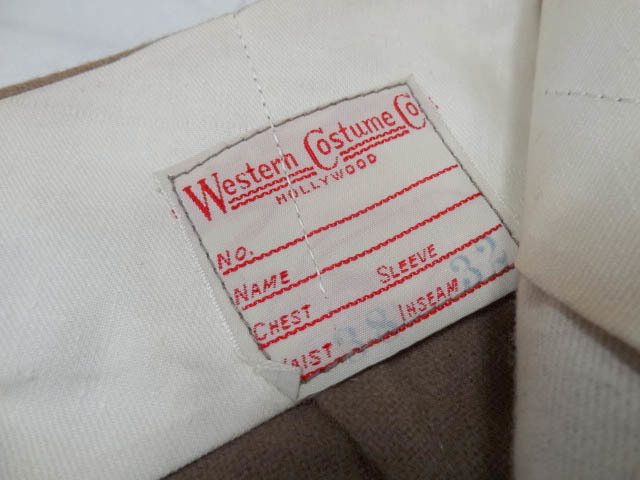 Western Costume Co.
HOLLYWOOD
NO.
NAME
CHEST SLEEVE
WAIST 38 INSEAM 32